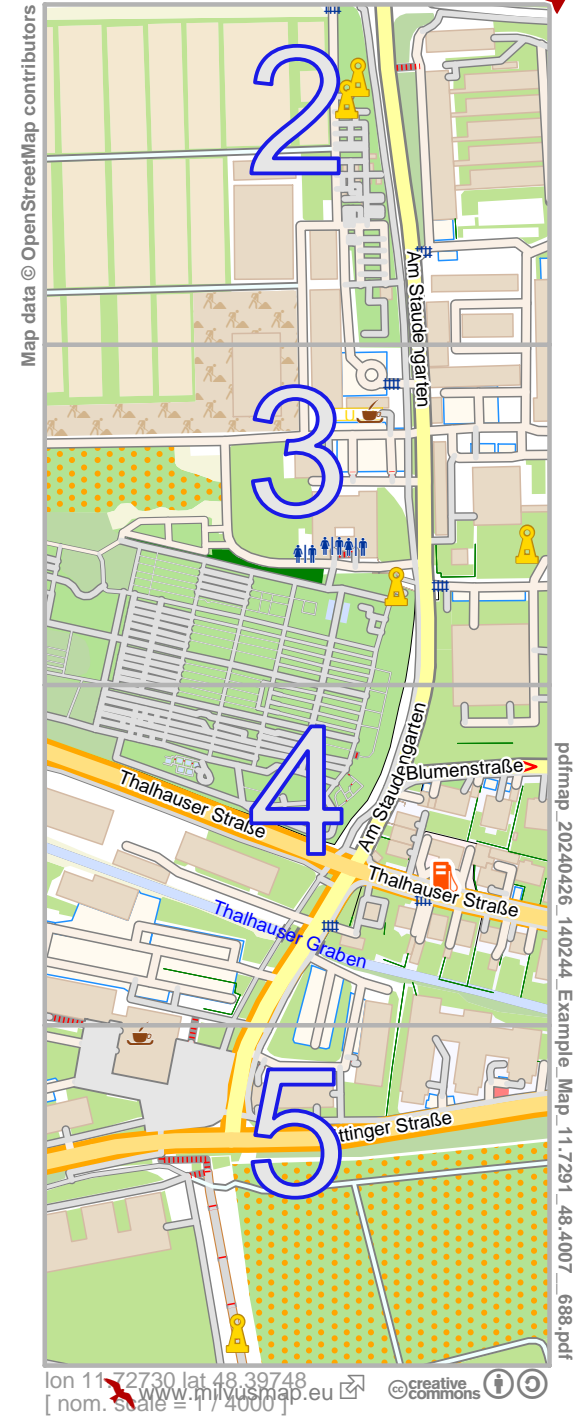 Map data © OpenStreetMap contributors
2
Am Staudengarten
3
4
Am Staudengarten
Blumenstraße
Thalhauser Straße
Thalhauser Straße
Thalhauser Graben
5
ttinger Straße
pdfmap_20240426_140244_Example_Map_11.7291_48.4007__688.pdf
lon 11.72730 lat 48.39748
www.milvusmap.eu
[ nom. scale = 1 / 4000 ]
cc creative commons